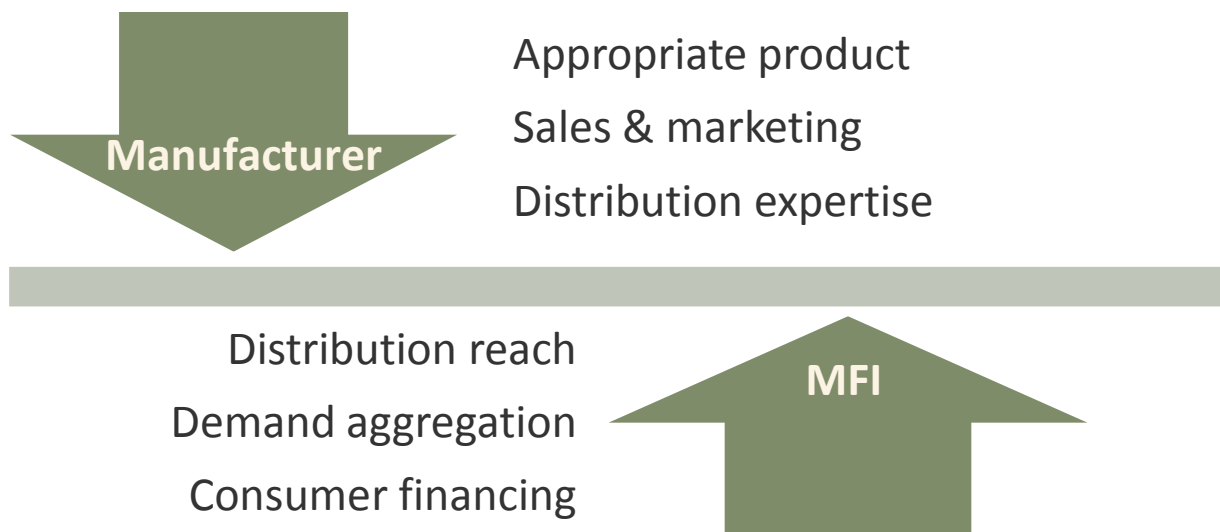 Manufacturer
Appropriate product
Sales & marketing
Distribution expertise
Distribution reach
Demand aggregation
Consumer financing
MFI